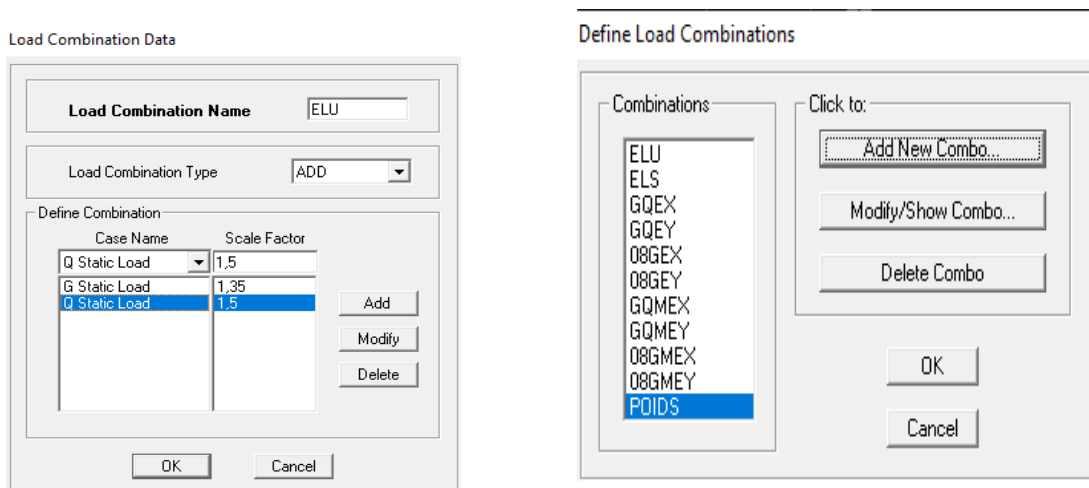 Load Combination Data
Load Combination Name ELU
Load Combination Type ADD
Define Combination
Case Name Scale Factor
Q Static Load 1,5
G Static Load 1,35
Q Static Load 1,5
Add
Modify
Delete
OK Cancel
Define Load Combinations
Combinations
ELU
ELS
GQEX
GQEY
08GEX
08GEY
GQMEX
GQMEY
08GMEX
08GMEY
POIDS
Click to:
Add New Combo...
Modify/Show Combo...
Delete Combo
OK
Cancel